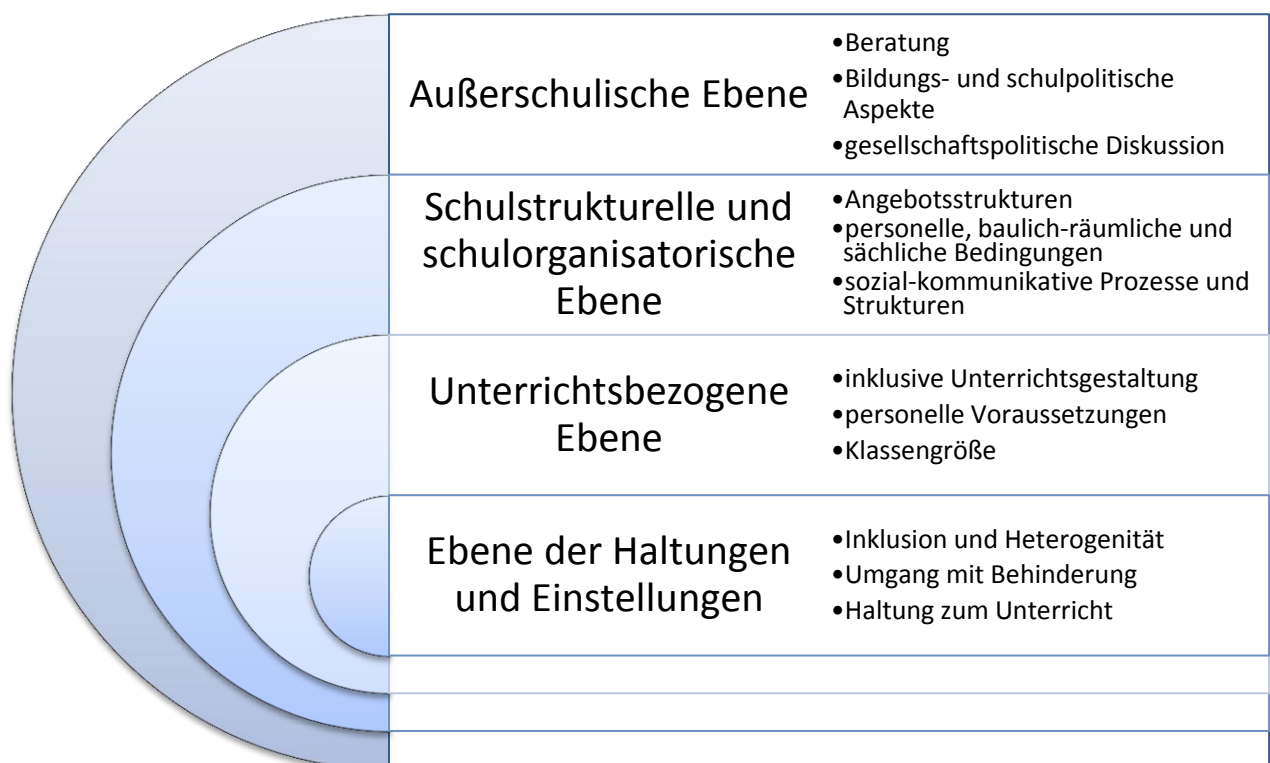 Außerschulische Ebene
•Beratung
•Bildungs- und schulpolitische
Aspekte
•gesellschaftspolitische Diskussion
Schulstrukturelle und
schulorganisatorische
Ebene
•Angebotsstrukturen
•personelle, baulich-räumliche und
sächliche Bedingungen
•sozial-kommunikative Prozesse und
Strukturen
Unterrichtsbezogene
Ebene
•inklusive Unterrichtsgestaltung
•personelle Voraussetzungen
•Klassengröße
Ebene der Haltungen
und Einstellungen
•Inklusion und Heterogenität
•Umgang mit Behinderung
•Haltung zum Unterricht